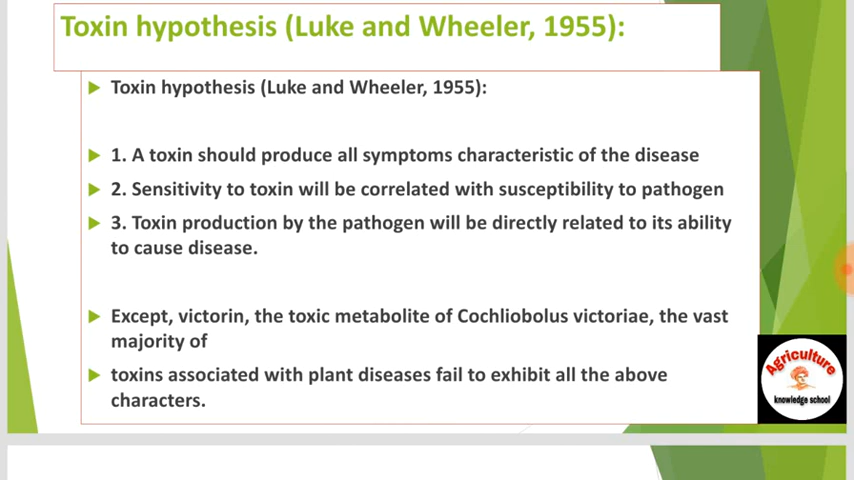 Toxin hypothesis (Luke and Wheeler, 1955):
Toxin hypothesis (Luke and Wheeler, 1955):
1. A toxin should produce all symptoms characteristic of the disease
2. Sensitivity to toxin will be correlated with susceptibility to pathogen
3. Toxin production by the pathogen will be directly related to its ability
to cause disease.
Except, victorin, the toxic metabolite of Cochliobolus victoriae, the vast
majority of
toxins associated with plant diseases fail to exhibit all the above
characters.
Agriculture
knowledge school